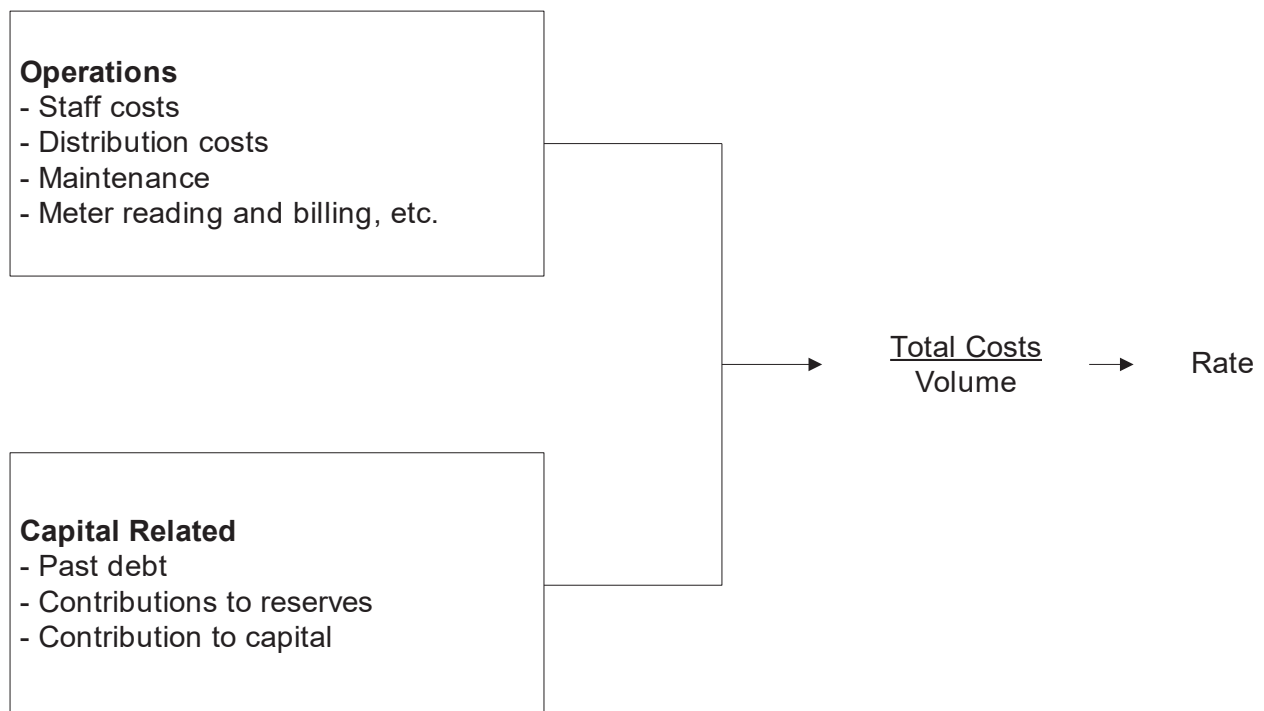 Operations
- Staff costs
- Distribution costs
- Maintenance
- Meter reading and billing, etc.
Total Costs
Volume
Rate
Capital Related
- Past debt
- Contributions to reserves
- Contribution to capital